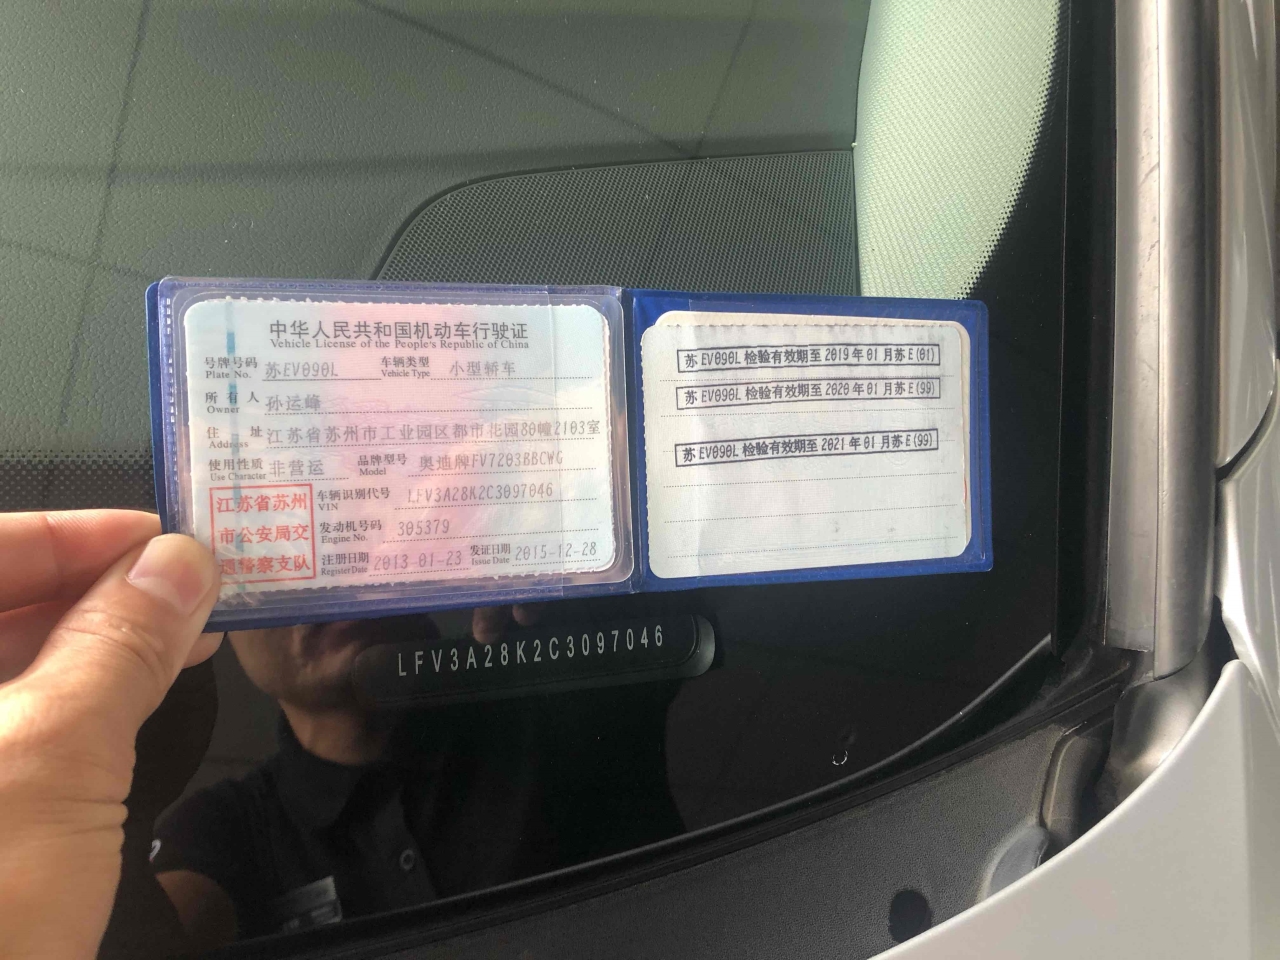 中华人民共和国机动车行驶证
Vehicle License of the People's Republic of China
号牌号码 Plate No. 苏EV090L 车辆类型 Vehicle Type 小型轿车
所有人 Owner 孙运峰
住址 Address 江苏省苏州市工业园区都市花园80幢2103室
使用性质 Use Character 非营运 品牌型号 Model 奥迪牌FV7203BBCWG
江苏省苏州
市公安局交
通警察支队
车辆识别代号 VIN LFV3A28K2C3097046
发动机号码 Engine No. 305379
注册日期 Register Date 2013-01-23 发证日期 Issue Date 2015-12-28
苏EV090L检验有效期至2019年01月苏E(01)
苏EV090L检验有效期至2020年01月苏E(99)
苏EV090L检验有效期至2021年01月苏E(99)
LFV3A28K2C3097046